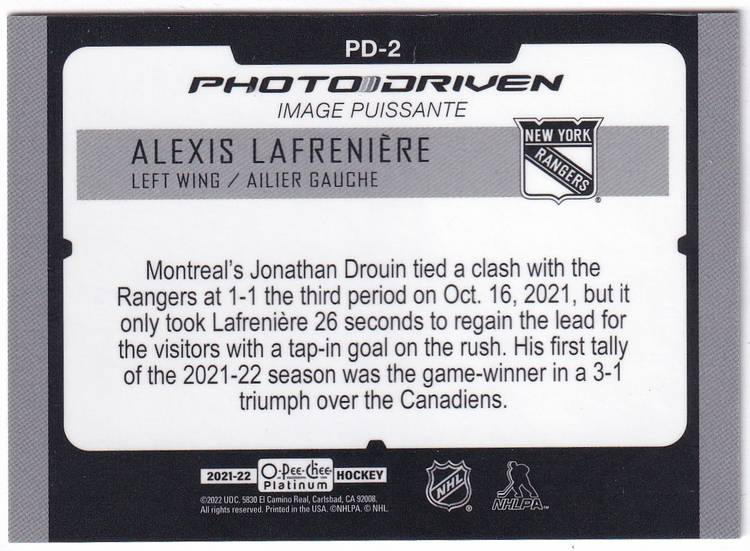 PD-2
PHOTO DRIVEN
IMAGE PUISSANTE
ALEXIS LAFRENIÈRE
LEFT WING / AILIER GAUCHE
NEW YORK
RANGERS
®
Montreal's Jonathan Drouin tied a clash with the
Rangers at 1-1 the third period on Oct. 16, 2021, but it
only took Lafrenière 26 seconds to regain the lead for
the visitors with a tap-in goal on the rush. His first tally
of the 2021-22 season was the game-winner in a 3-1
triumph over the Canadiens.
2021-22 O-Pee-Chee Platinum HOCKEY
©2022 UDC. 5830 El Camino Real, Carlsbad, CA 92008.
All rights reserved. Printed in the USA. ©NHLPA. © NHL.
NHL
®
NHLPA